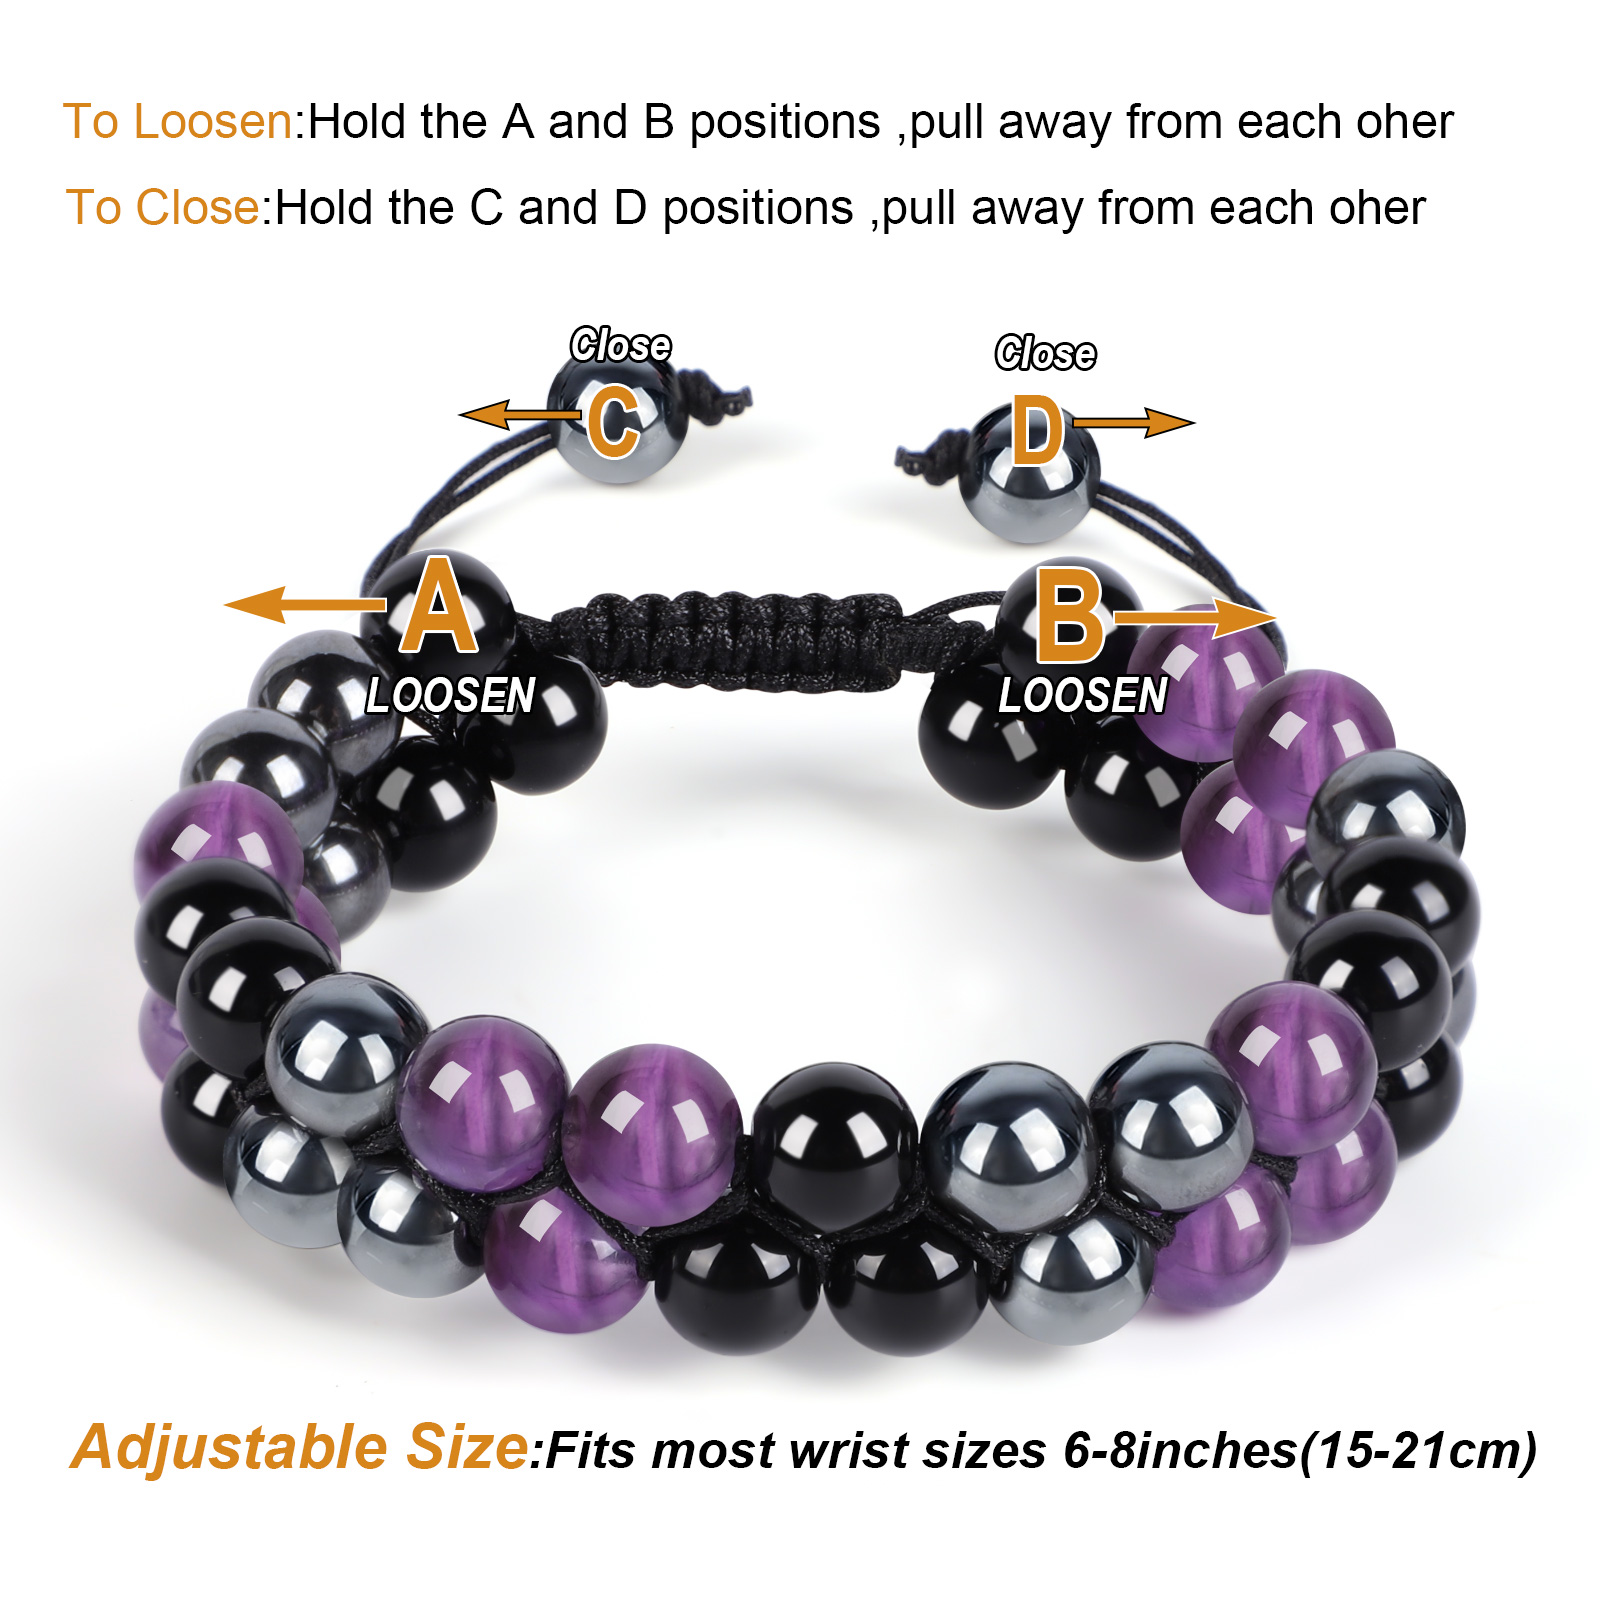 To Loosen:Hold the A and B positions ,pull away from each oher
To Close:Hold the C and D positions ,pull away from each oher
Close
Close
C
D
A
B
LOOSEN
LOOSEN
Adjustable Size:Fits most wrist sizes 6-8inches(15-21cm)